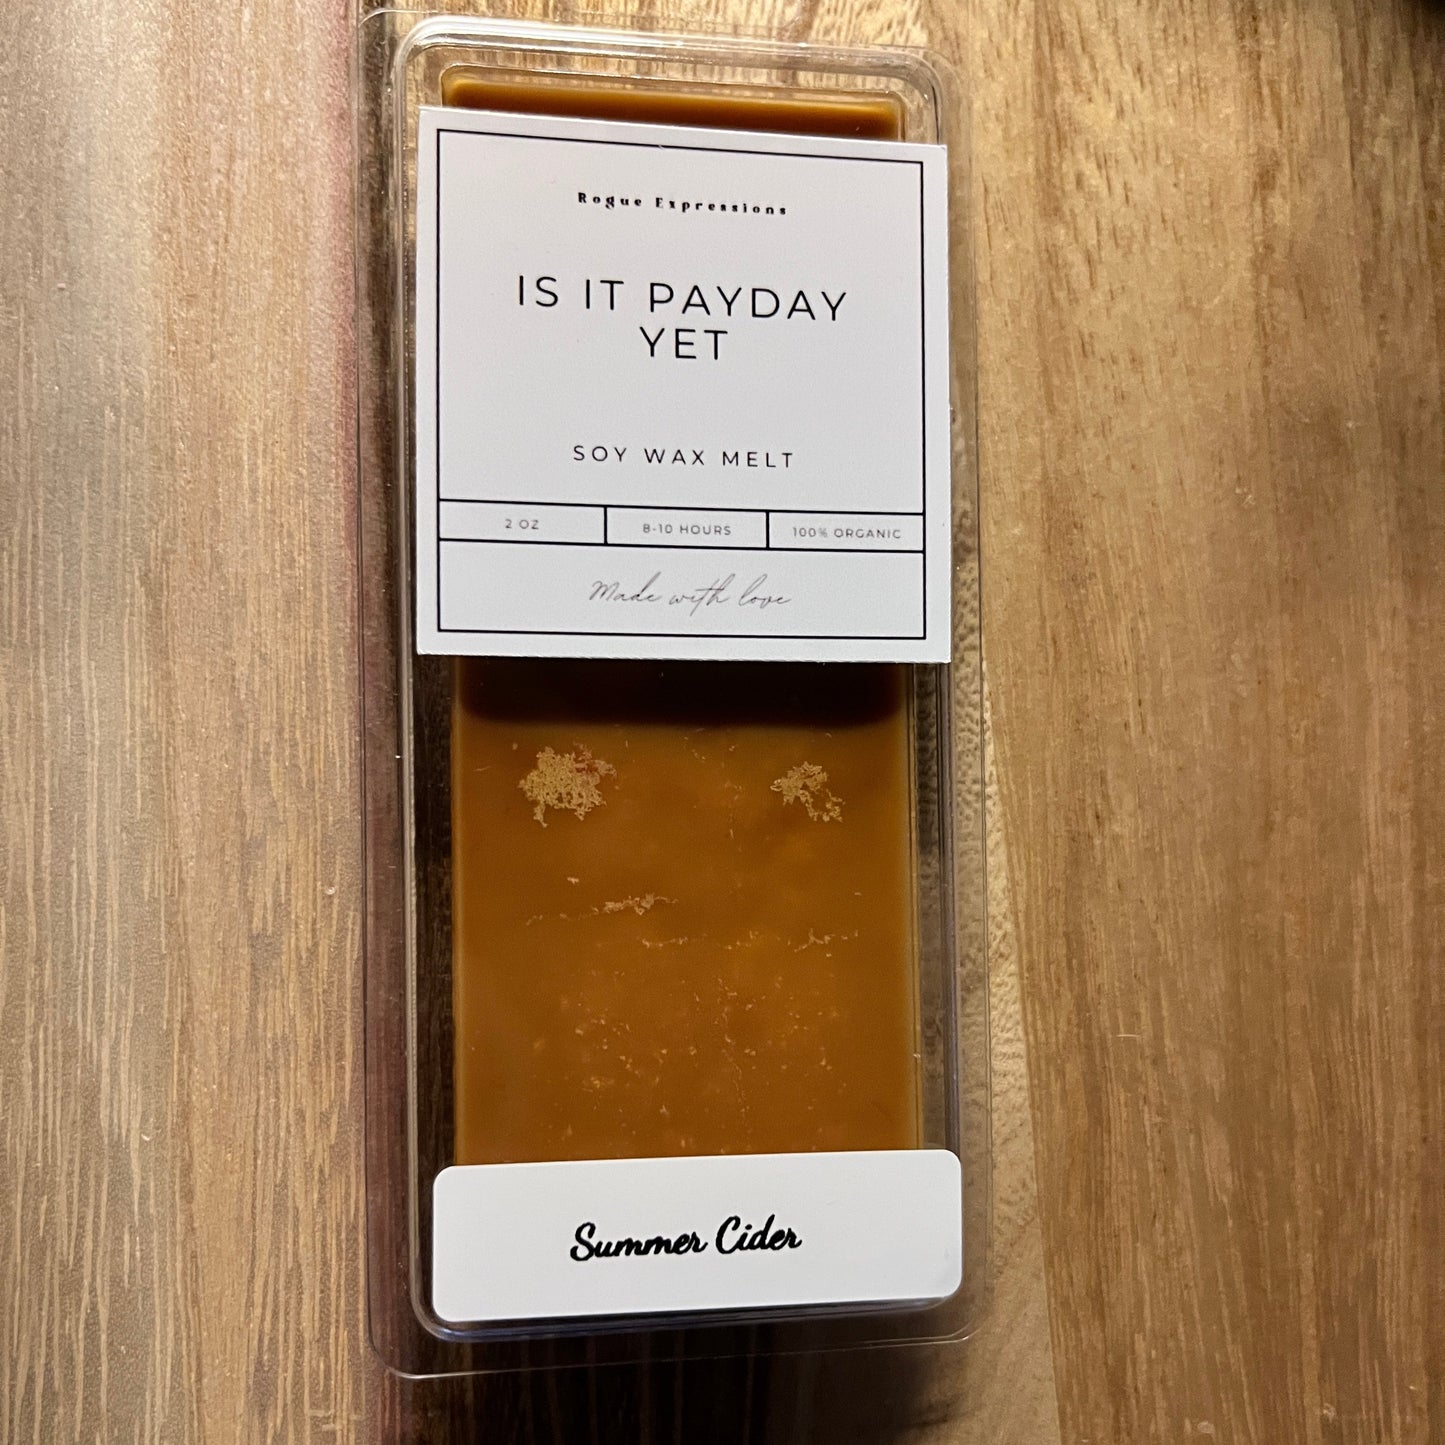 Rogue Expressions
IS IT PAYDAY
YET
SOY WAX MELT
2 OZ
8-10 HOURS
100% ORGANIC
Made with love
Summer Cider